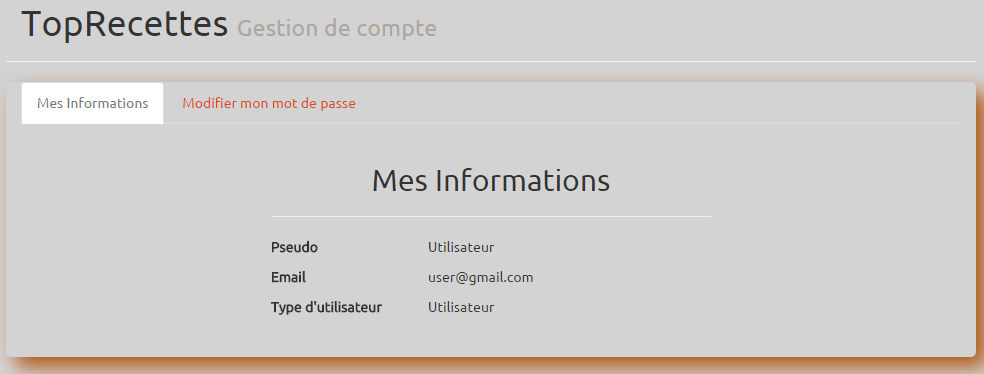 TopRecettes Gestion de compte
Mes Informations Modifier mon mot de passe
Mes Informations
Pseudo Utilisateur
Email user@gmail.com
Type d'utilisateur Utilisateur